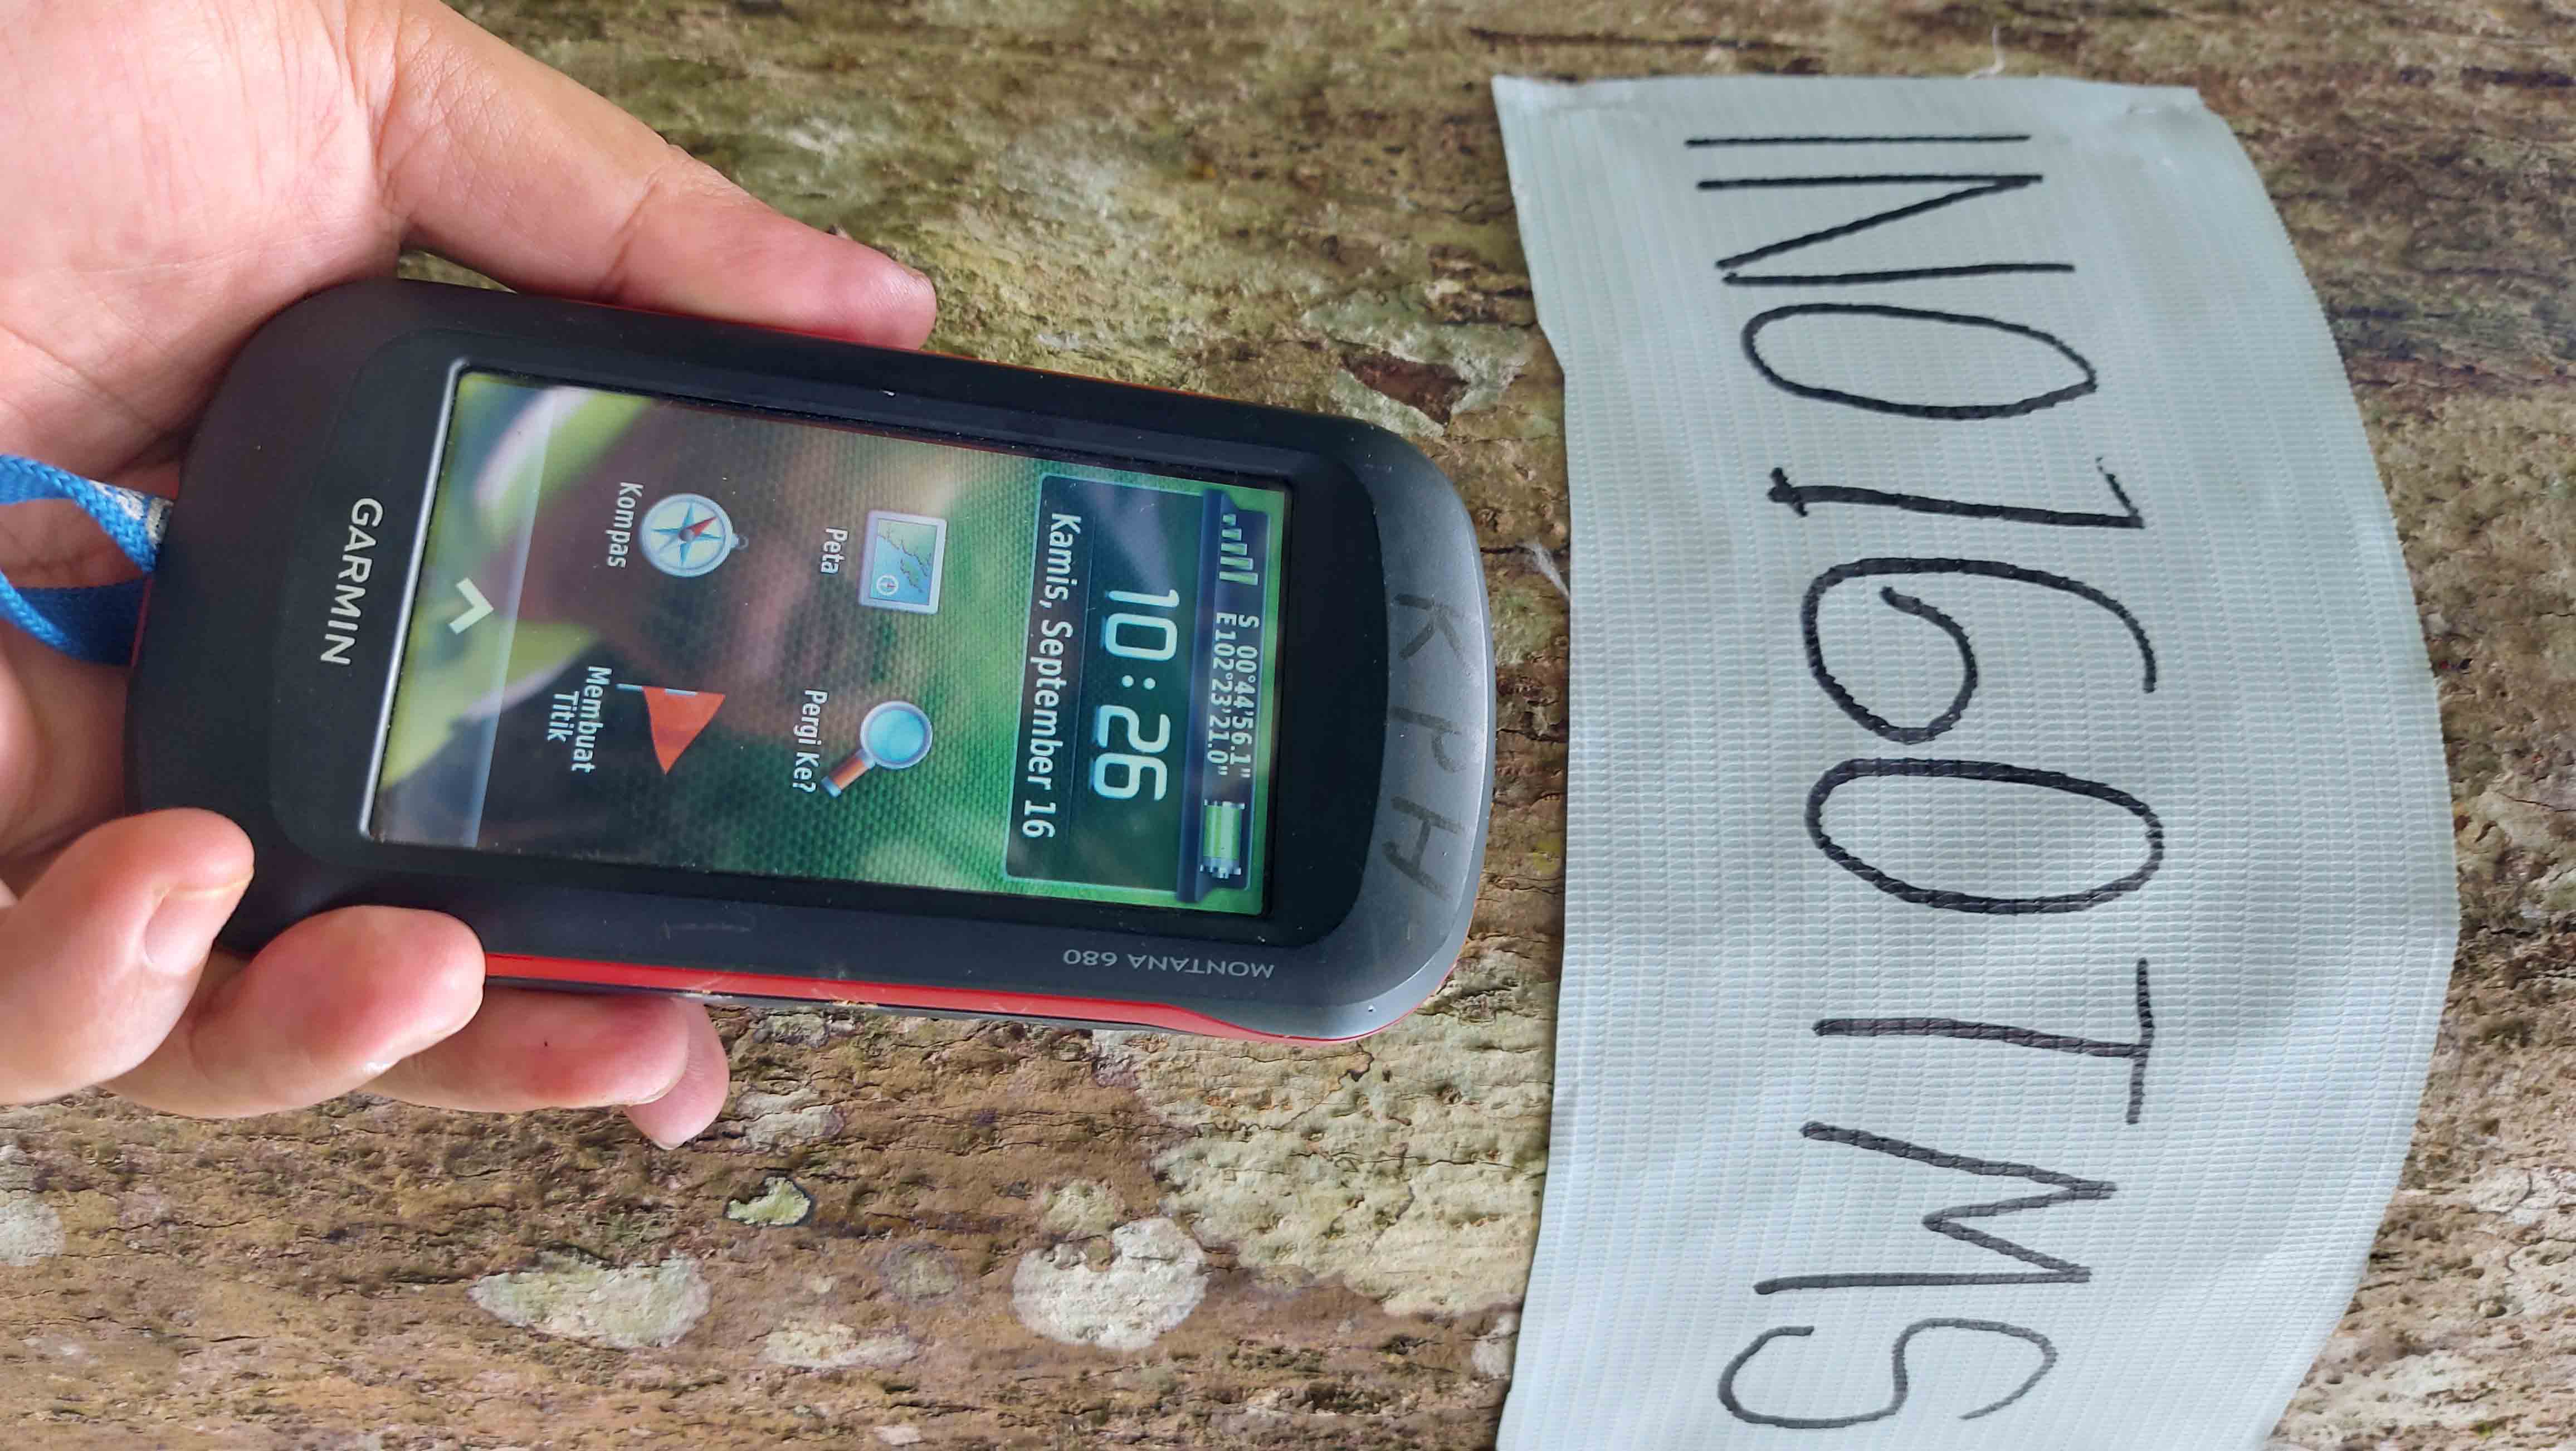 INO160TMS
KPH
MONTANA 680
S 00°44'56.1"
E102°23'21.0"
10:26
Kamis, September 16
Peta
Pergi Ke?
Kompas
Membuat
Titik
GARMIN